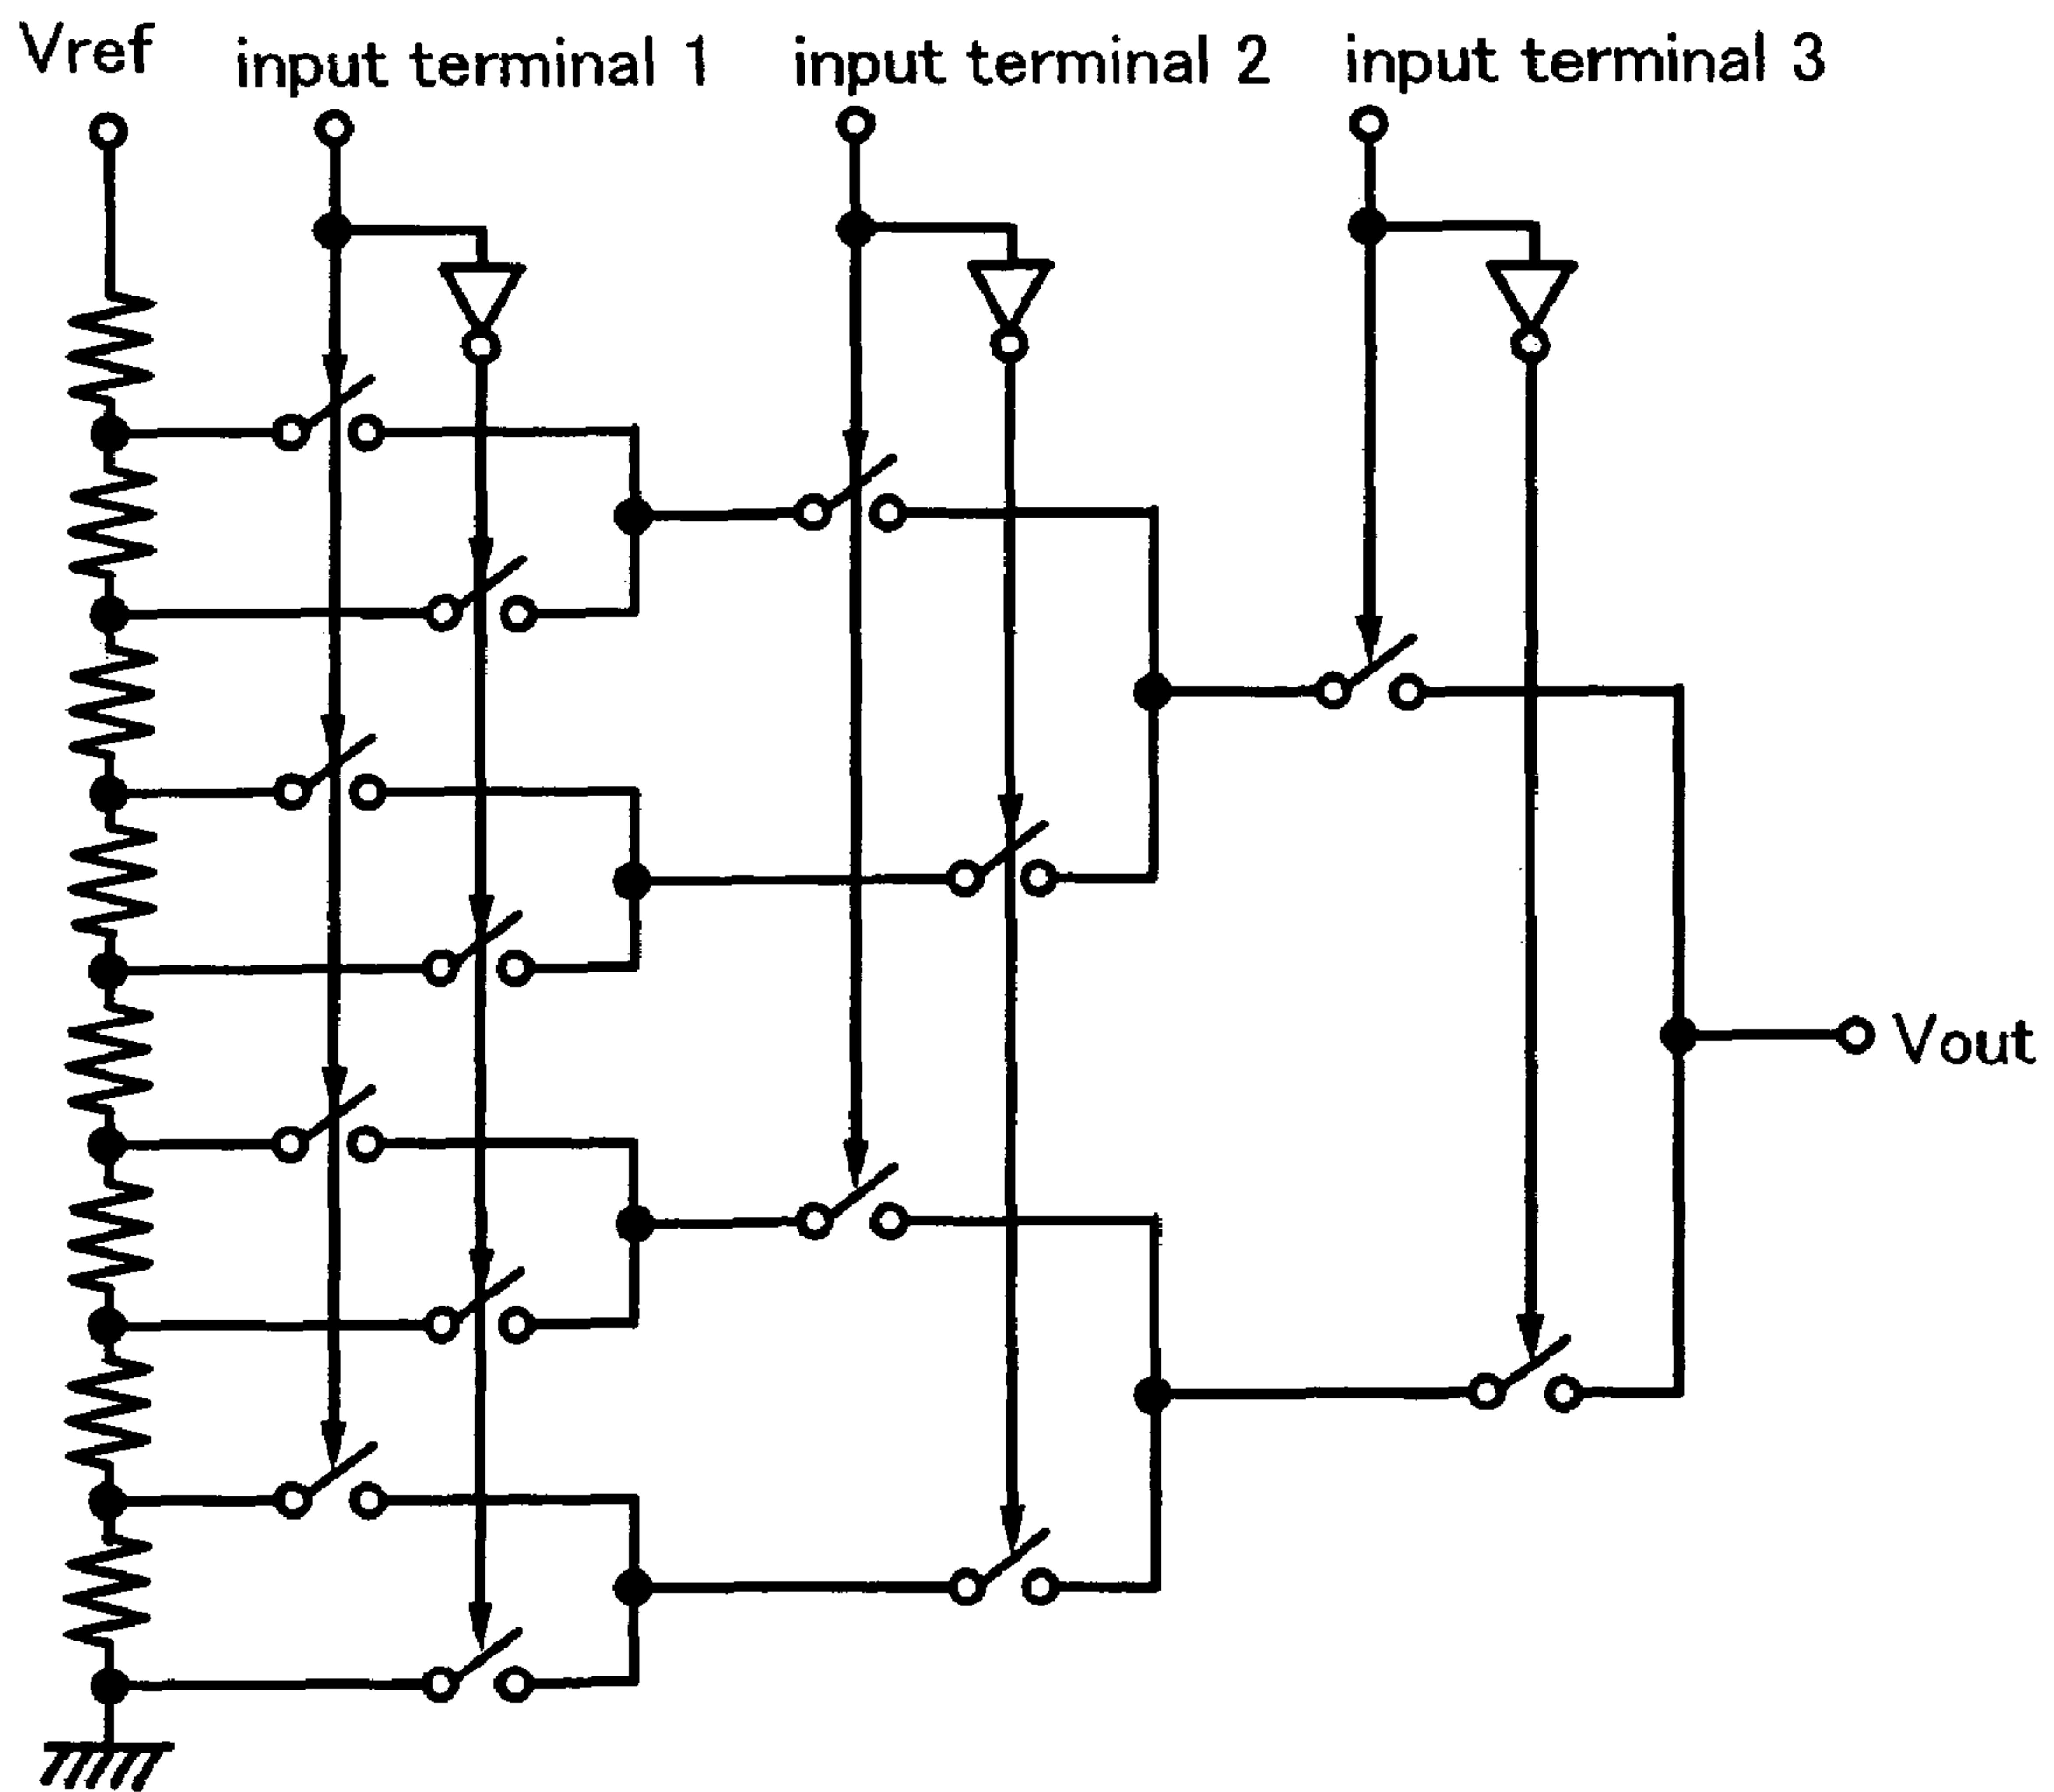 Vref
input terminal 1
input terminal 2
input terminal 3
Vout